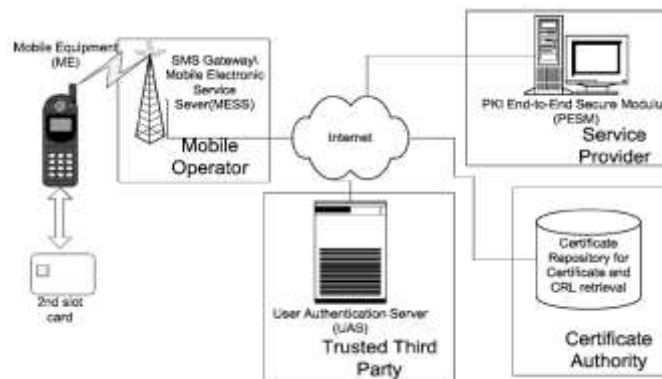 Mobile Equipment
(ME)
SMS Gateway\
Mobile Electronic
Service
Sever(MESS)
Mobile
Operator
Internet
PKI End-to-End Secure Modulu
(PESM)
Service
Provider
2nd slot
card
User Authentication Server
(UAS)
Trusted Third
Party
Certificate
Repository for
Certificate and
CRL retrieval
Certificate
Authority